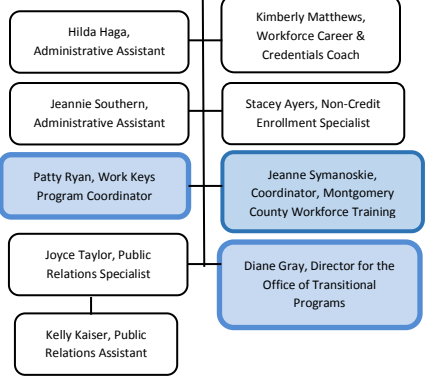 Hilda Haga,
Administrative Assistant
Kimberly Matthews,
Workforce Career &
Credentials Coach
Jeannie Southern,
Administrative Assistant
Stacey Ayers, Non-Credit
Enrollment Specialist
Patty Ryan, Work Keys
Program Coordinator
Jeanne Symanoskie,
Coordinator, Montgomery
County Workforce Training
Joyce Taylor, Public
Relations Specialist
Diane Gray, Director for the
Office of Transitional
Programs
Kelly Kaiser, Public
Relations Assistant